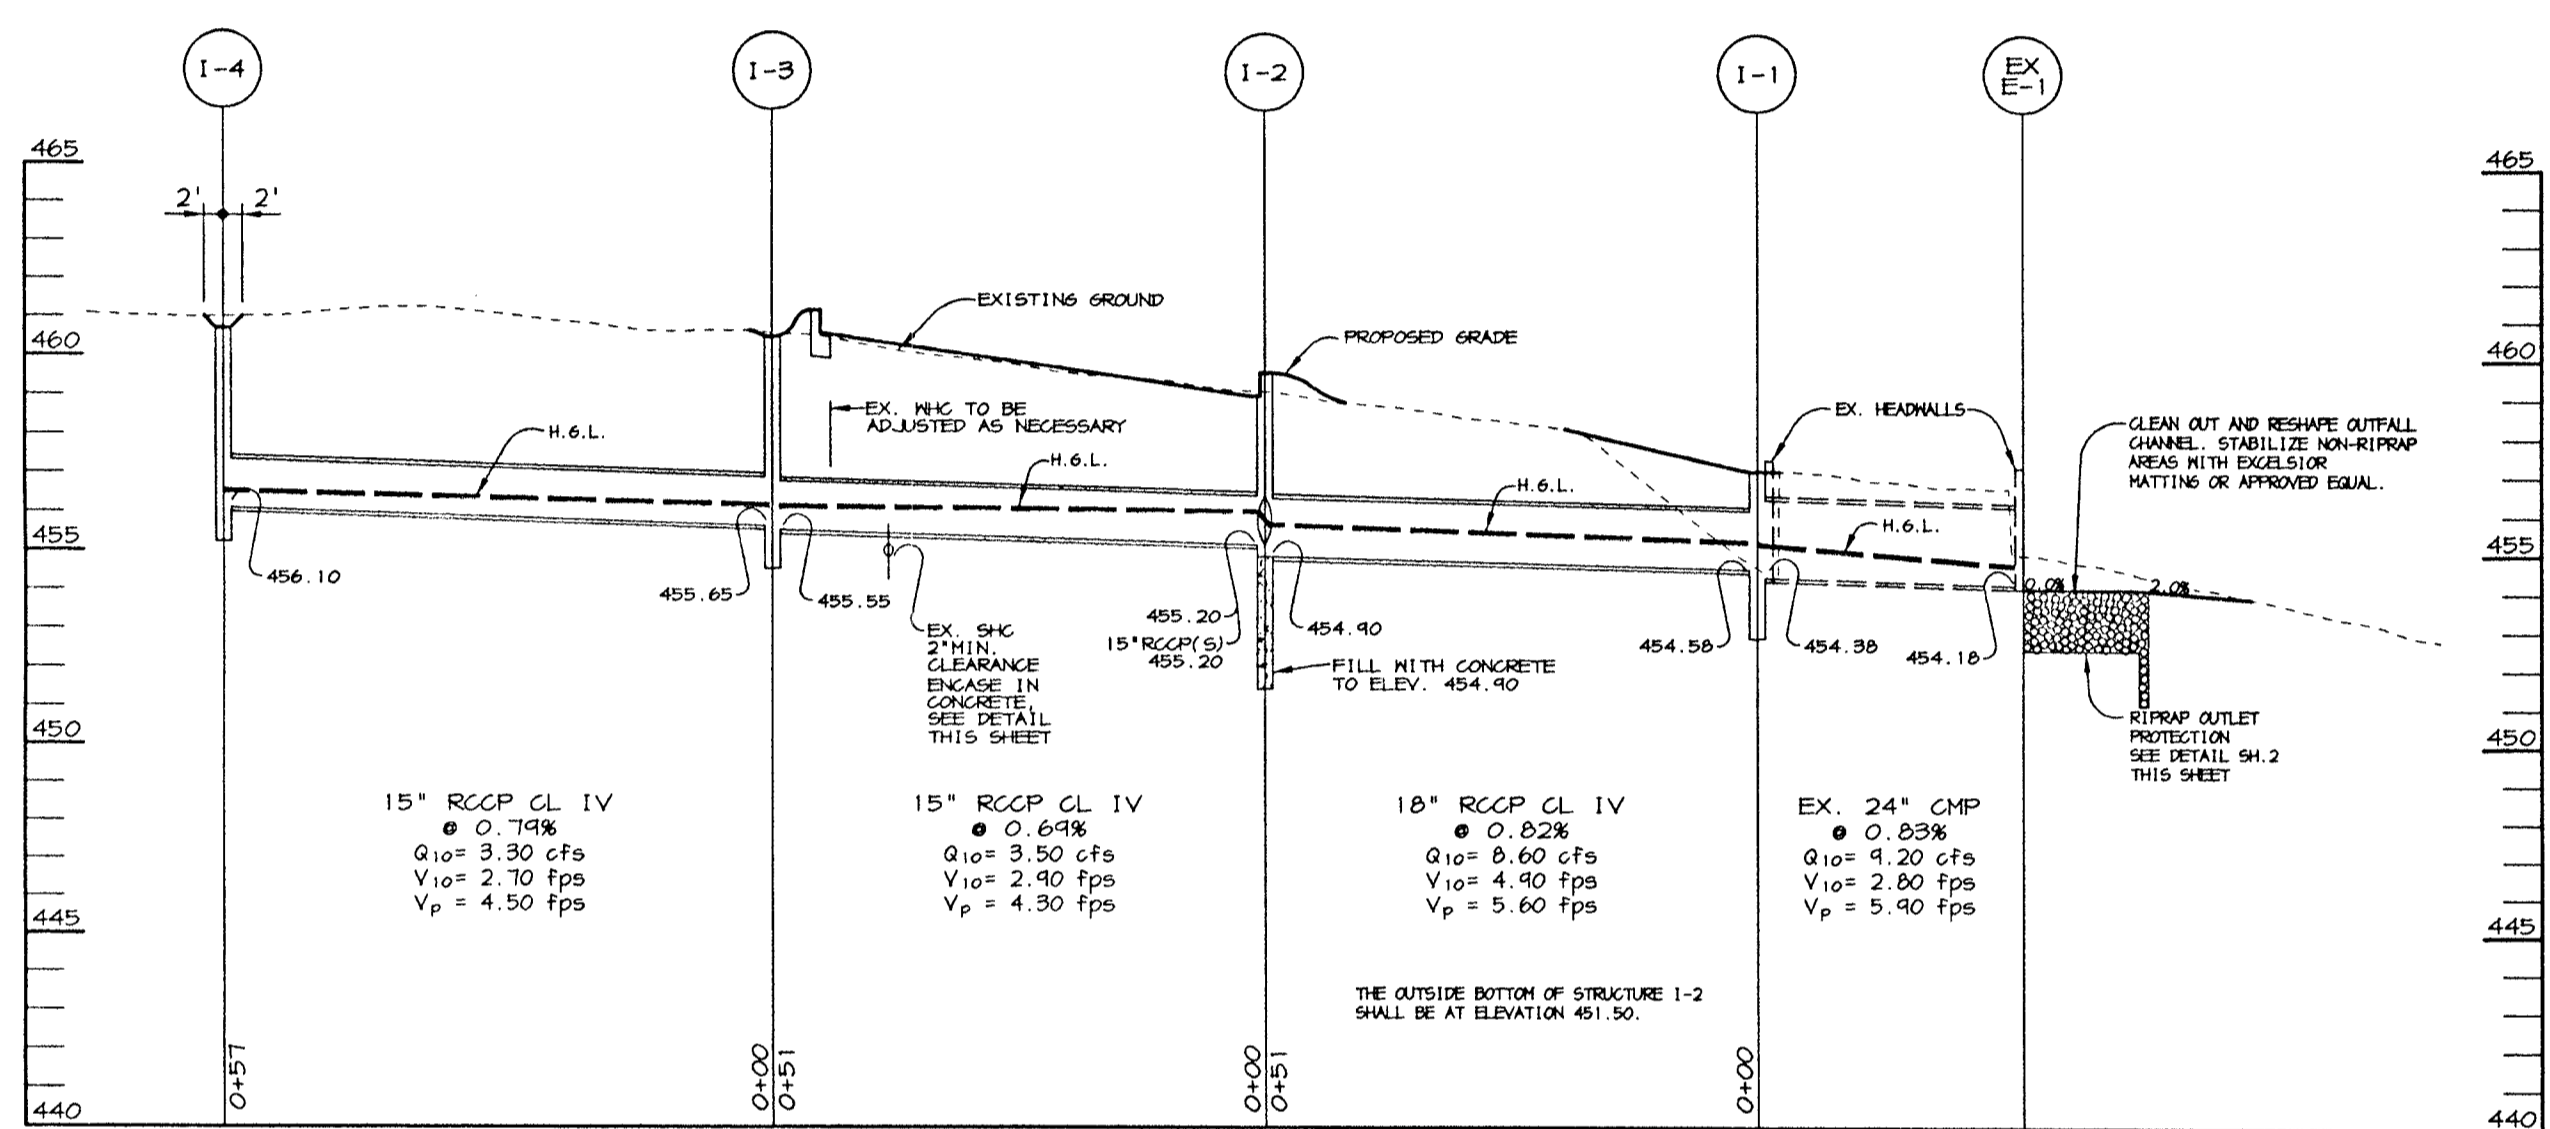 I-4
I-3
I-2
I-1
EX
E-1
465
465
2' 2'
EXISTING GROUND
PROPOSED GRADE
460
460
EX. WHC TO BE
ADJUSTED AS NECESSARY
EX. HEADWALLS
CLEAN OUT AND RESHAPE OUTFALL
CHANNEL. STABILIZE NON-RIPRAP
AREAS WITH EXCELSIOR
MATTING OR APPROVED EQUAL.
H.G.L.
H.G.L.
H.G.L.
H.G.L.
455
455
456.10
455.65
455.55
455.20
15"RCCP(S)
455.20
454.90
454.58
454.38
454.18
0.0%
2.0%
EX. SHC
2"MIN.
CLEARANCE
ENCASE IN
CONCRETE,
SEE DETAIL
THIS SHEET
FILL WITH CONCRETE
TO ELEV. 454.90
RIPRAP OUTLET
PROTECTION
SEE DETAIL SH.2
THIS SHEET
450
450
15" RCCP CL IV
@ 0.79%
Q10= 3.30 cfs
V10= 2.70 fps
Vp = 4.50 fps
15" RCCP CL IV
@ 0.69%
Q10= 3.50 cfs
V10= 2.90 fps
Vp = 4.30 fps
18" RCCP CL IV
@ 0.82%
Q10= 8.60 cfs
V10= 4.90 fps
Vp = 5.60 fps
EX. 24" CMP
@ 0.83%
Q10= 9.20 cfs
V10= 2.80 fps
Vp = 5.90 fps
445
445
THE OUTSIDE BOTTOM OF STRUCTURE I-2
SHALL BE AT ELEVATION 451.50.
0+57
0+00
0+51
0+00
0+51
0+00
440
440